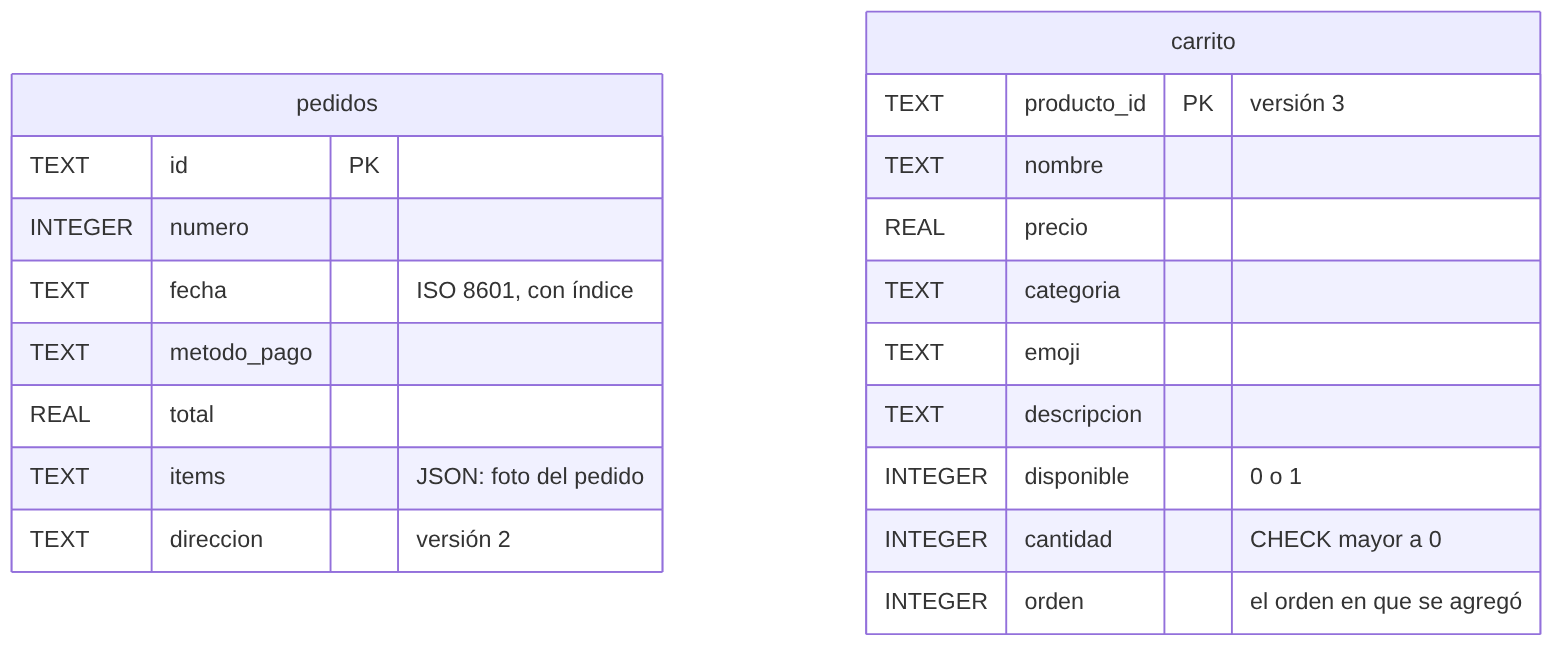 pedidos
TEXT id PK
INTEGER numero
TEXT fecha ISO 8601, con índice
TEXT metodo_pago
REAL total
TEXT items JSON: foto del pedido
TEXT direccion versión 2
carrito
TEXT producto_id PK versión 3
TEXT nombre
REAL precio
TEXT categoria
TEXT emoji
TEXT descripcion
INTEGER disponible 0 o 1
INTEGER cantidad CHECK mayor a 0
INTEGER orden el orden en que se agregó